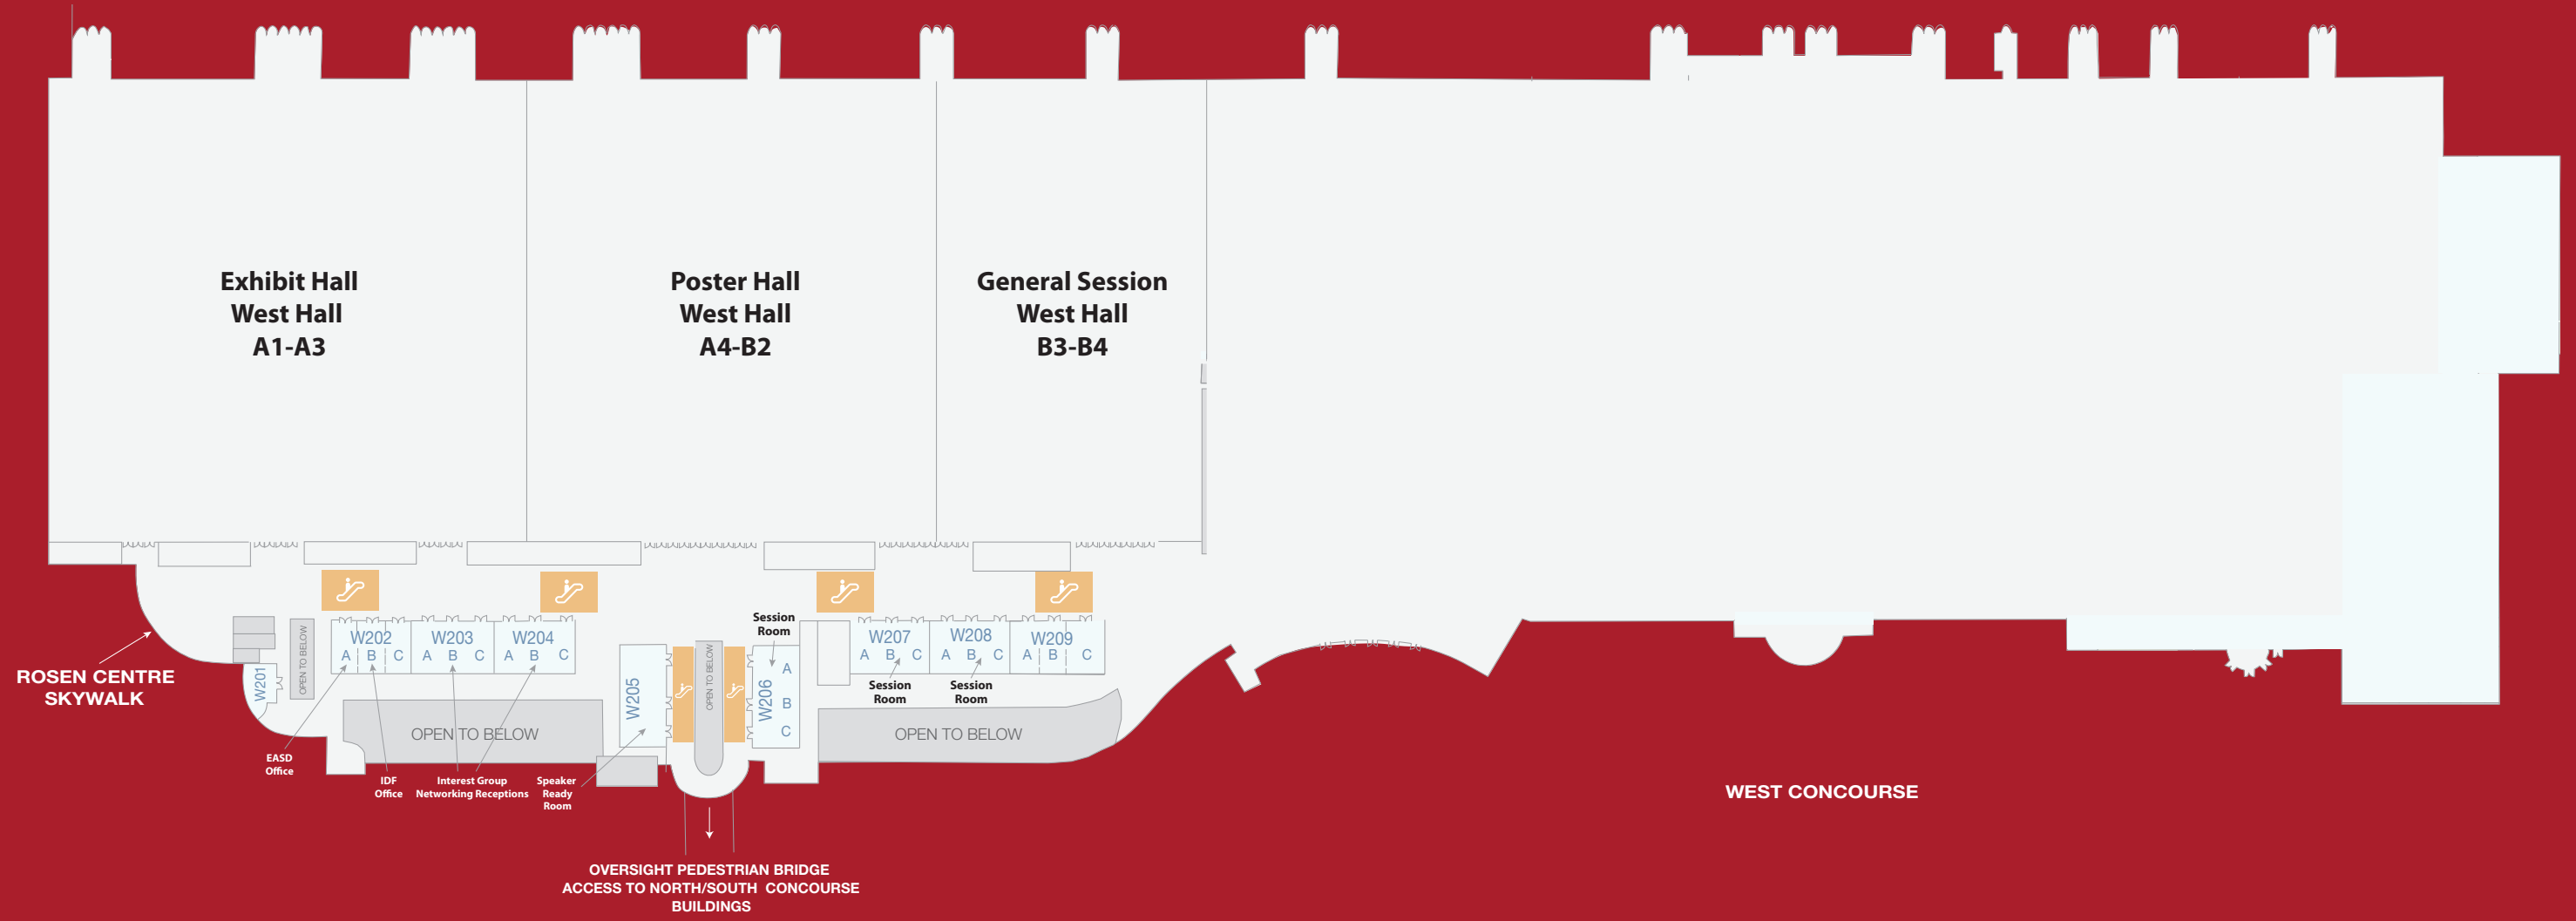 Exhibit Hall
West Hall
A1-A3
Poster Hall
West Hall
A4-B2
General Session
West Hall
B3-B4
ROSEN CENTRE
SKYWALK
W201
OPEN TO BELOW
W202
A B C
W203
A B C
W204
A B C
EASD
Office
IDF
Office
Interest Group
Networking Receptions
Speaker
Ready
Room
OPEN TO BELOW
W205
OPEN TO BELOW
Session
Room
W206
A
B
C
W207
A B C
W208
A B C
W209
A B C
Session
Room
Session
Room
OPEN TO BELOW
WEST CONCOURSE
OVERSIGHT PEDESTRIAN BRIDGE
ACCESS TO NORTH/SOUTH CONCOURSE
BUILDINGS